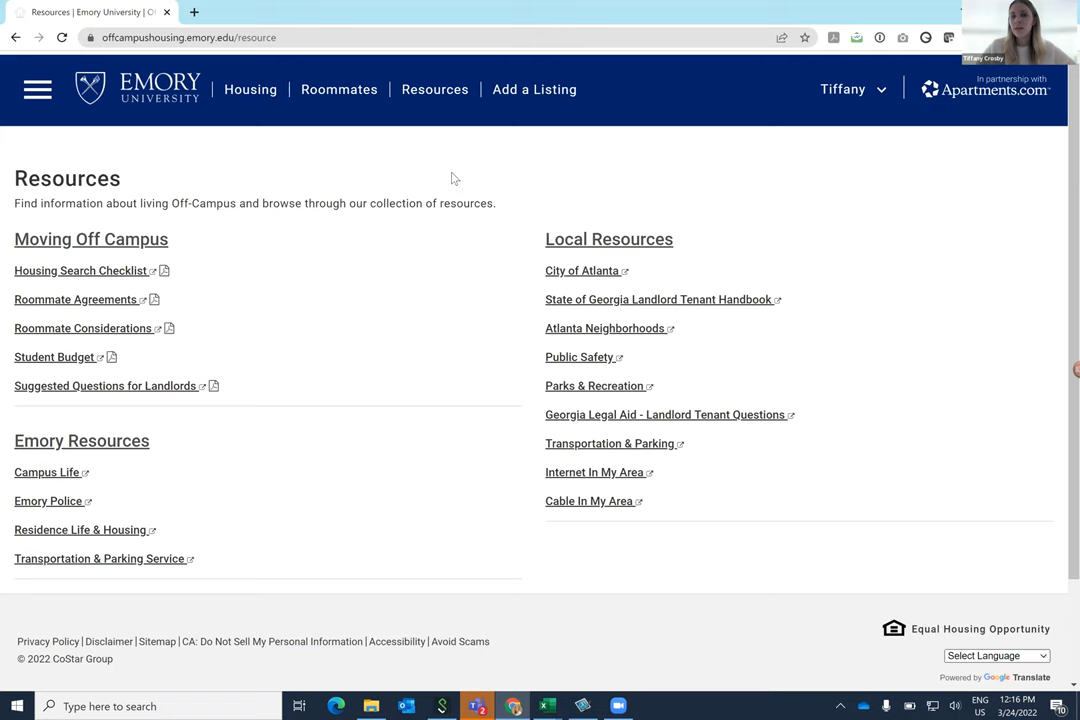 Resources | Emory University | O
offcampushousing.emory.edu/resource
Tiffany Crosby
EMORY
UNIVERSITY
Housing
Roommates
Resources
Add a Listing
Tiffany
In partnership with
Apartments.com
Resources
Find information about living Off-Campus and browse through our collection of resources.
Moving Off Campus
Housing Search Checklist
Roommate Agreements
Roommate Considerations
Student Budget
Suggested Questions for Landlords
Emory Resources
Campus Life
Emory Police
Residence Life & Housing
Transportation & Parking Service
Local Resources
City of Atlanta
State of Georgia Landlord Tenant Handbook
Atlanta Neighborhoods
Public Safety
Parks & Recreation
Georgia Legal Aid - Landlord Tenant Questions
Transportation & Parking
Internet In My Area
Cable In My Area
Privacy Policy | Disclaimer | Sitemap | CA: Do Not Sell My Personal Information | Accessibility | Avoid Scams
© 2022 CoStar Group
Equal Housing Opportunity
Select Language
Powered by Google Translate
Type here to search
2
ENG
US
12:16 PM
3/24/2022
10